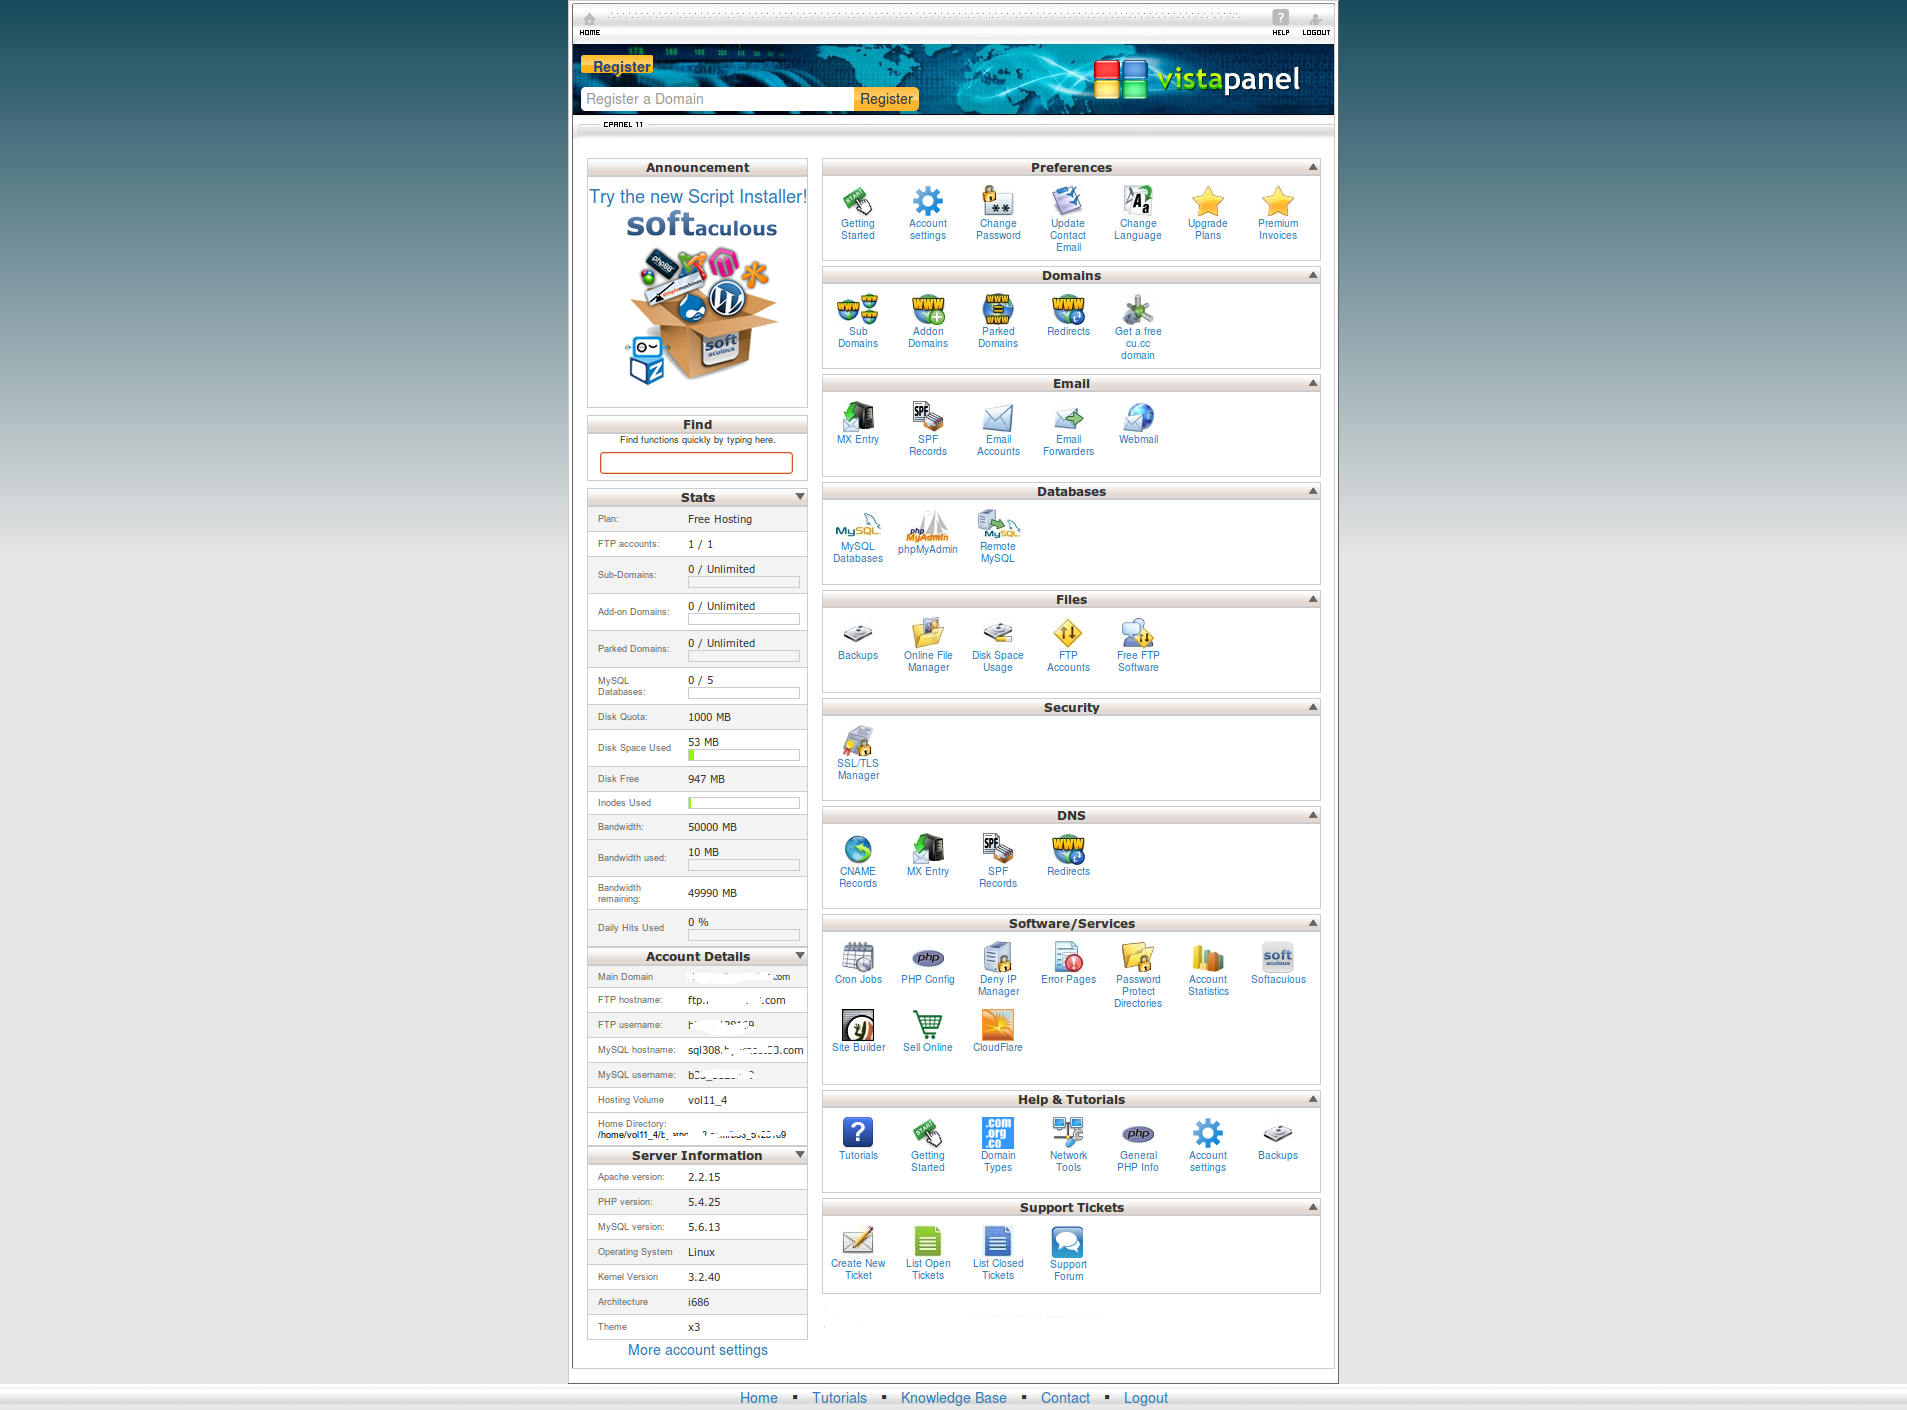 HOME
HELP
LOGOUT
Register
Register a Domain
Register
vistapanel
CPANEL 11
Announcement
Try the new Script Installer!
softaculous
phpBB
simplemachines
soft
aculous
Find
Find functions quickly by typing here.
Stats
Plan: Free Hosting
FTP accounts: 1 / 1
Sub-Domains: 0 / Unlimited
Add-on Domains: 0 / Unlimited
Parked Domains: 0 / Unlimited
MySQL
Databases: 0 / 5
Disk Quota: 1000 MB
Disk Space Used 53 MB
Disk Free 947 MB
Inodes Used
Bandwidth: 50000 MB
Bandwidth used: 10 MB
Bandwidth
remaining: 49990 MB
Daily Hits Used 0 %
Account Details
Main Domain .com
FTP hostname: ftp. .com
FTP username:
MySQL hostname: sql308. .com
MySQL username:
Hosting Volume vol11_4
Home Directory:
/home/vol11_4/
Server Information
Apache version: 2.2.15
PHP version: 5.4.25
MySQL version: 5.6.13
Operating System Linux
Kernel Version 3.2.40
Architecture i686
Theme x3
More account settings
Preferences
Getting
Started
Account
settings
Change
Password
Update
Contact
Email
Change
Language
Upgrade
Plans
Premium
Invoices
Domains
Sub
Domains
Addon
Domains
Parked
Domains
Redirects
Get a free
cu.cc
domain
Email
MX Entry
SPF
Records
Email
Accounts
Email
Forwarders
Webmail
Databases
MySQL
Databases
phpMyAdmin
Remote
MySQL
Files
Backups
Online File
Manager
Disk Space
Usage
FTP
Accounts
Free FTP
Software
Security
SSL/TLS
Manager
DNS
CNAME
Records
MX Entry
SPF
Records
Redirects
Software/Services
Cron Jobs
PHP Config
Deny IP
Manager
Error Pages
Password
Protect
Directories
Account
Statistics
Softaculous
Site Builder
Sell Online
CloudFlare
Help & Tutorials
Tutorials
Getting
Started
Domain
Types
Network
Tools
General
PHP Info
Account
settings
Backups
Support Tickets
Create New
Ticket
List Open
Tickets
List Closed
Tickets
Support
Forum
Home ▪ Tutorials ▪ Knowledge Base ▪ Contact ▪ Logout